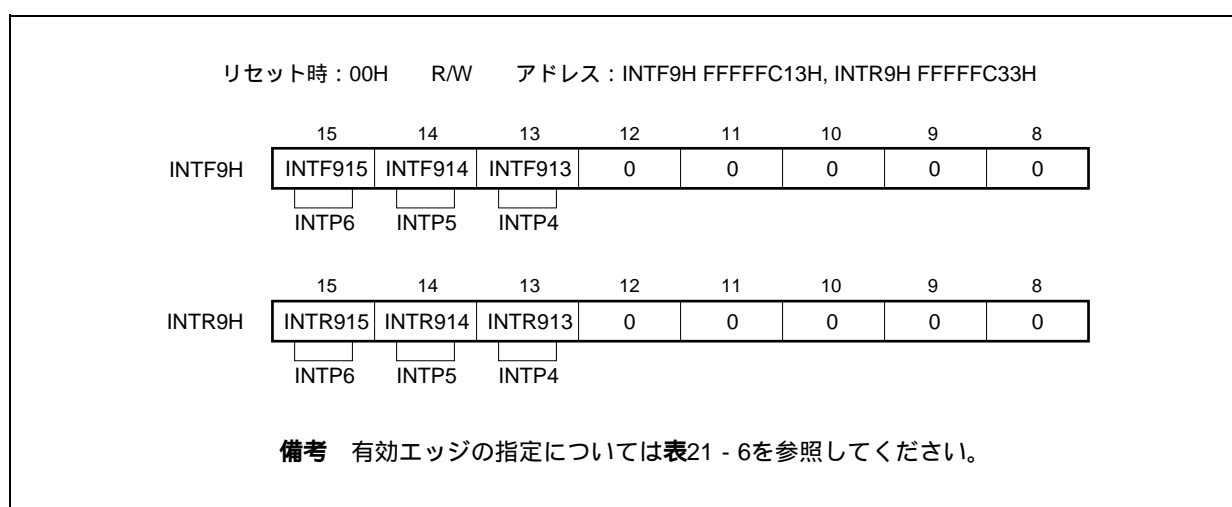 リセット時：00H R/W アドレス：INTF9H FFFFFC13H, INTR9H FFFFFC33H
15 14 13 12 11 10 9 8
INTF9H INTF915 INTF914 INTF913 0 0 0 0 0
INTP6 INTP5 INTP4
15 14 13 12 11 10 9 8
INTR9H INTR915 INTR914 INTR913 0 0 0 0 0
INTP6 INTP5 INTP4
備考 有効エッジの指定については表21 - 6を参照してください。